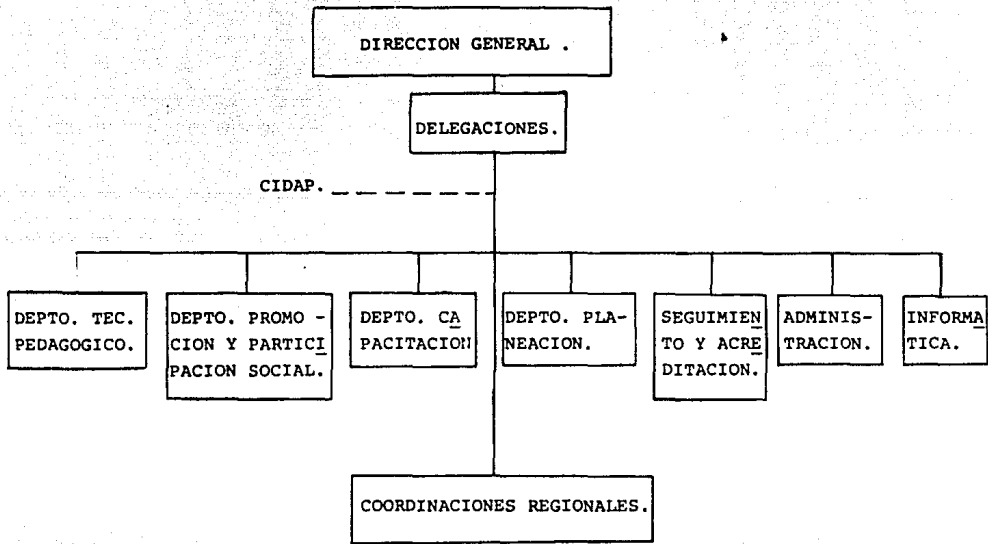 DIRECCION GENERAL .
DELEGACIONES.
CIDAP.
DEPTO. TEC.
PEDAGOGICO.
DEPTO. PROMO -
CION Y PARTICI
PACION SOCIAL.
DEPTO. CA
PACITACION
DEPTO. PLA-
NEACION.
SEGUIMIEN
TO Y ACRE
DITACION.
ADMINIS-
TRACION.
INFORMA
TICA.
COORDINACIONES REGIONALES.